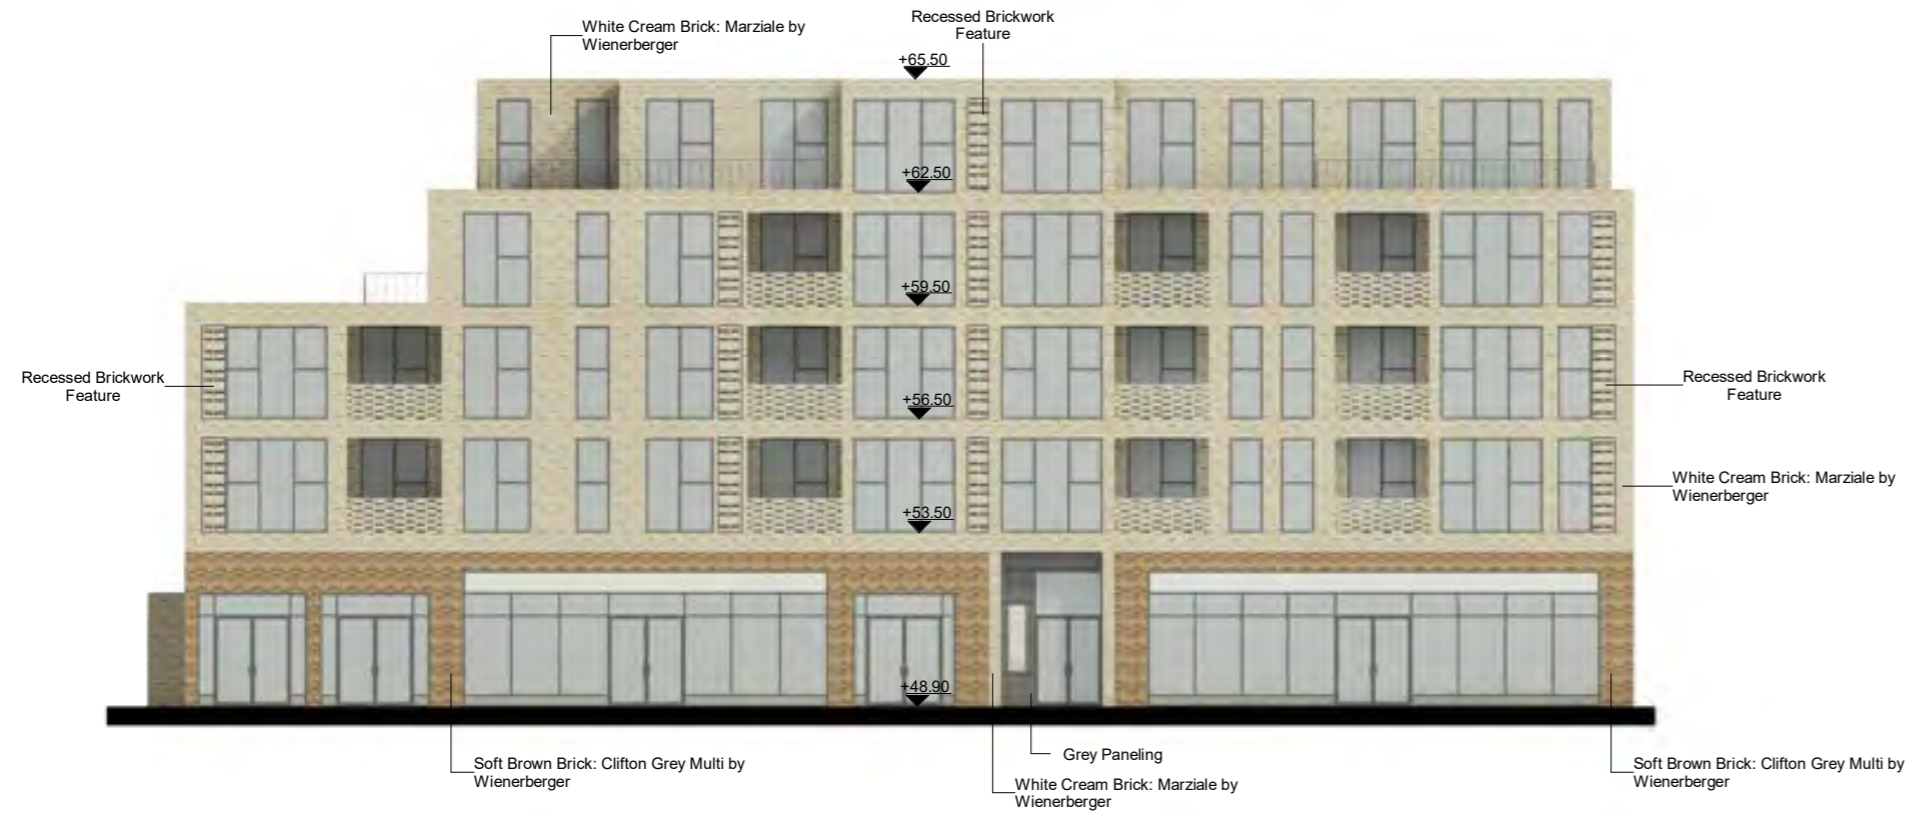 White Cream Brick: Marziale by
Wienerberger
Recessed Brickwork
Feature
+65.50
+62.50
+59.50
+56.50
+53.50
+48.90
Recessed Brickwork
Feature
Recessed Brickwork
Feature
White Cream Brick: Marziale by
Wienerberger
Soft Brown Brick: Clifton Grey Multi by
Wienerberger
Grey Paneling
White Cream Brick: Marziale by
Wienerberger
Soft Brown Brick: Clifton Grey Multi by
Wienerberger